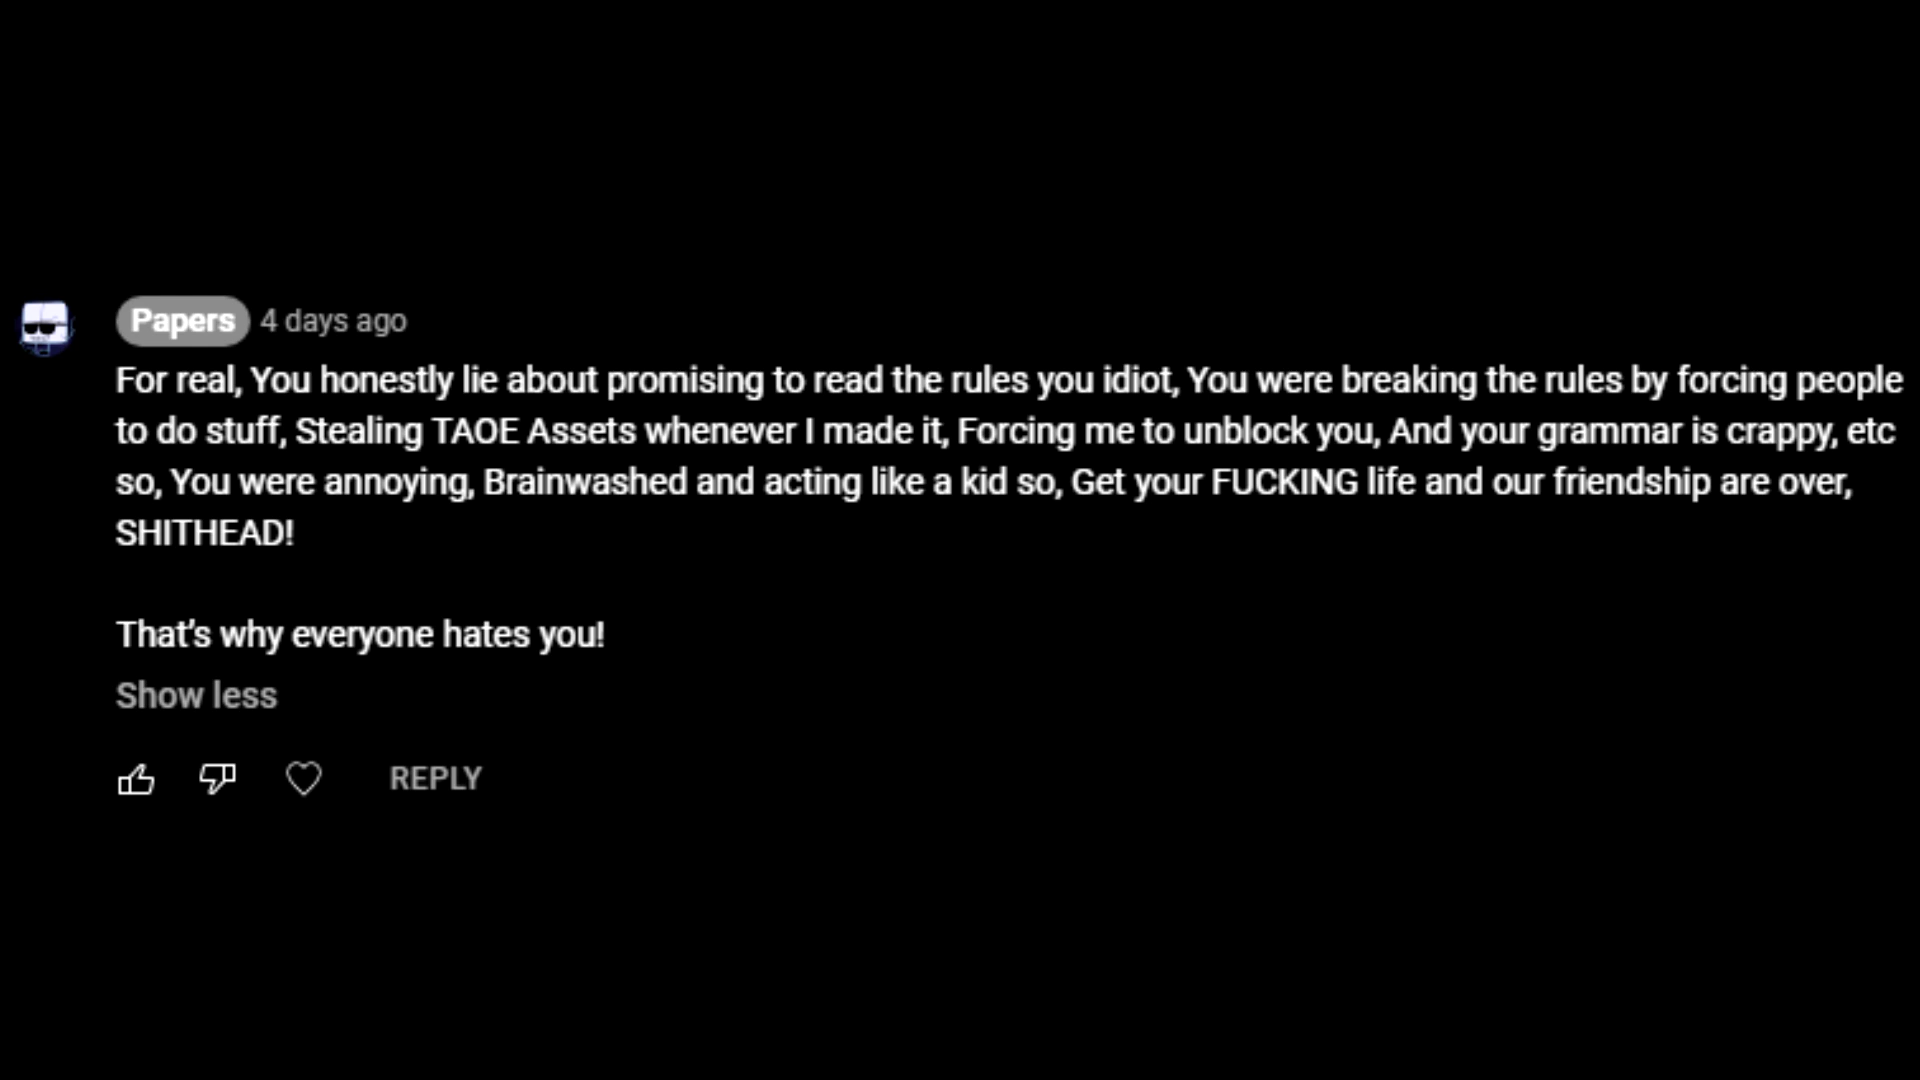 Papers 4 days ago
For real, You honestly lie about promising to read the rules you idiot, You were breaking the rules by forcing people
to do stuff, Stealing TAOE Assets whenever I made it, Forcing me to unblock you, And your grammar is crappy, etc
so, You were annoying, Brainwashed and acting like a kid so, Get your FUCKING life and our friendship are over,
SHITHEAD!
That's why everyone hates you!
Show less
REPLY